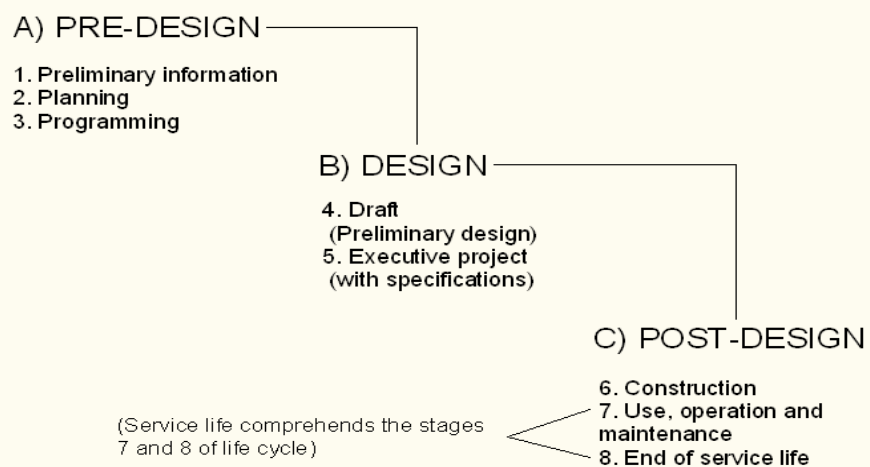 A) PRE-DESIGN
1. Preliminary information
2. Planning
3. Programming
B) DESIGN
4. Draft
(Preliminary design)
5. Executive project
(with specifications)
C) POST-DESIGN
6. Construction
7. Use, operation and
maintenance
8. End of service life
(Service life comprehends the stages
7 and 8 of life cycle)